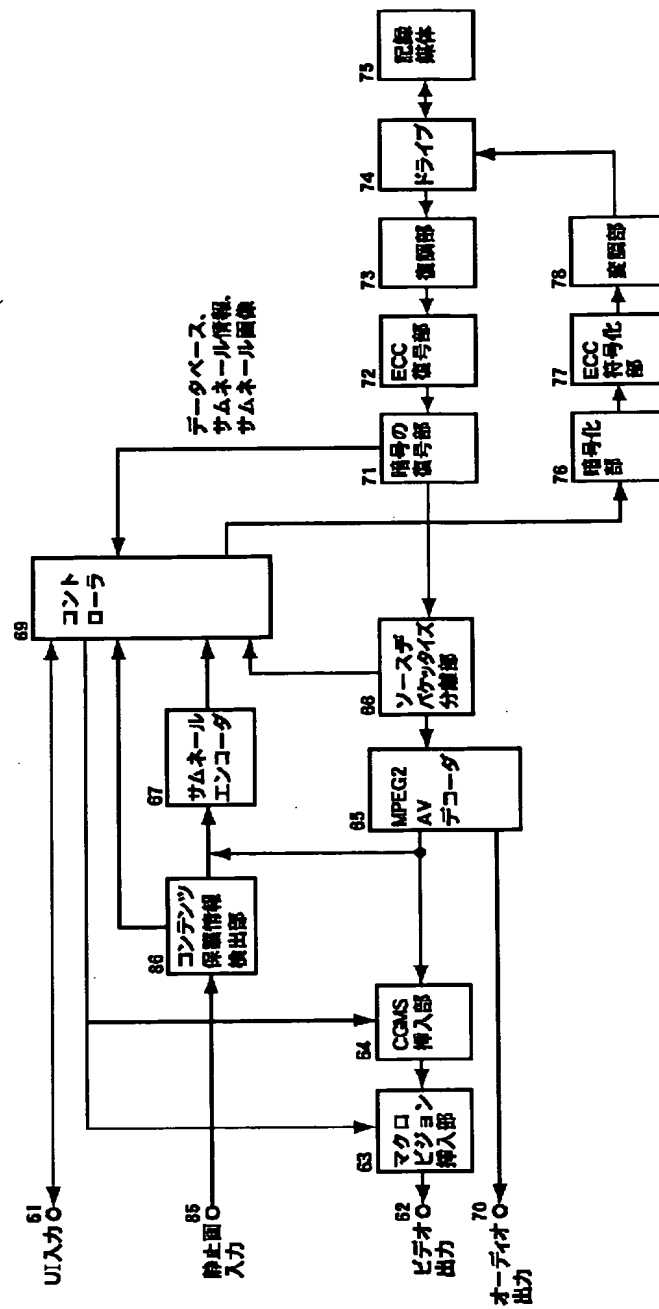 61
UI入力
85
静止画
入力
62
ビデオ
出力
70
オーディオ
出力
63
マクロ
ビジョン
挿入部
64
CGMS
挿入部
86
コンテンツ
保護情報
検出部
67
サムネール
エンコーダ
65
MPEG2
AV
デコーダ
66
ソースデ
パケッタイズ
分離部
69
コント
ローラ
データベース、
サムネール情報、
サムネール画像
71
暗号の
復号部
72
ECC
復号部
73
復調部
74
ドライブ
75
記録
媒体
76
暗号化
部
77
ECC
符号化
部
78
変調部